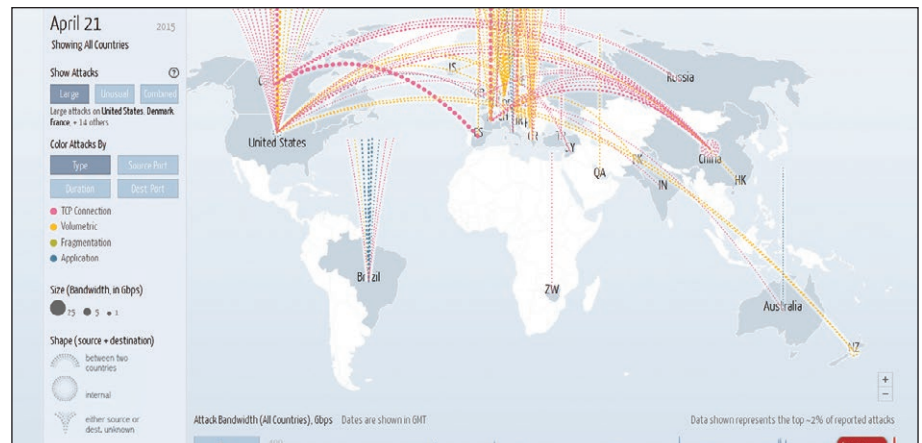 April 21 2015
Showing All Countries
Show Attacks ?
Large Unusual Combined
Large attacks on United States, Denmark,
France, + 14 others
Color Attacks By
Type Source Port
Duration Dest. Port
TCP Connection
Volumetric
Fragmentation
Application
Size (Bandwidth, in Gbps)
75 5 1
Shape (source + destination)
between two
countries
internal
either source or
dest. unknown
IS
Russia
United States
ES
SY
China
QA
HK
IN
Brazil
ZW
Australia
NZ
+
−
Attack Bandwidth (All Countries), Gbps Dates are shown in GMT
Data shown represents the top ~2% of reported attacks